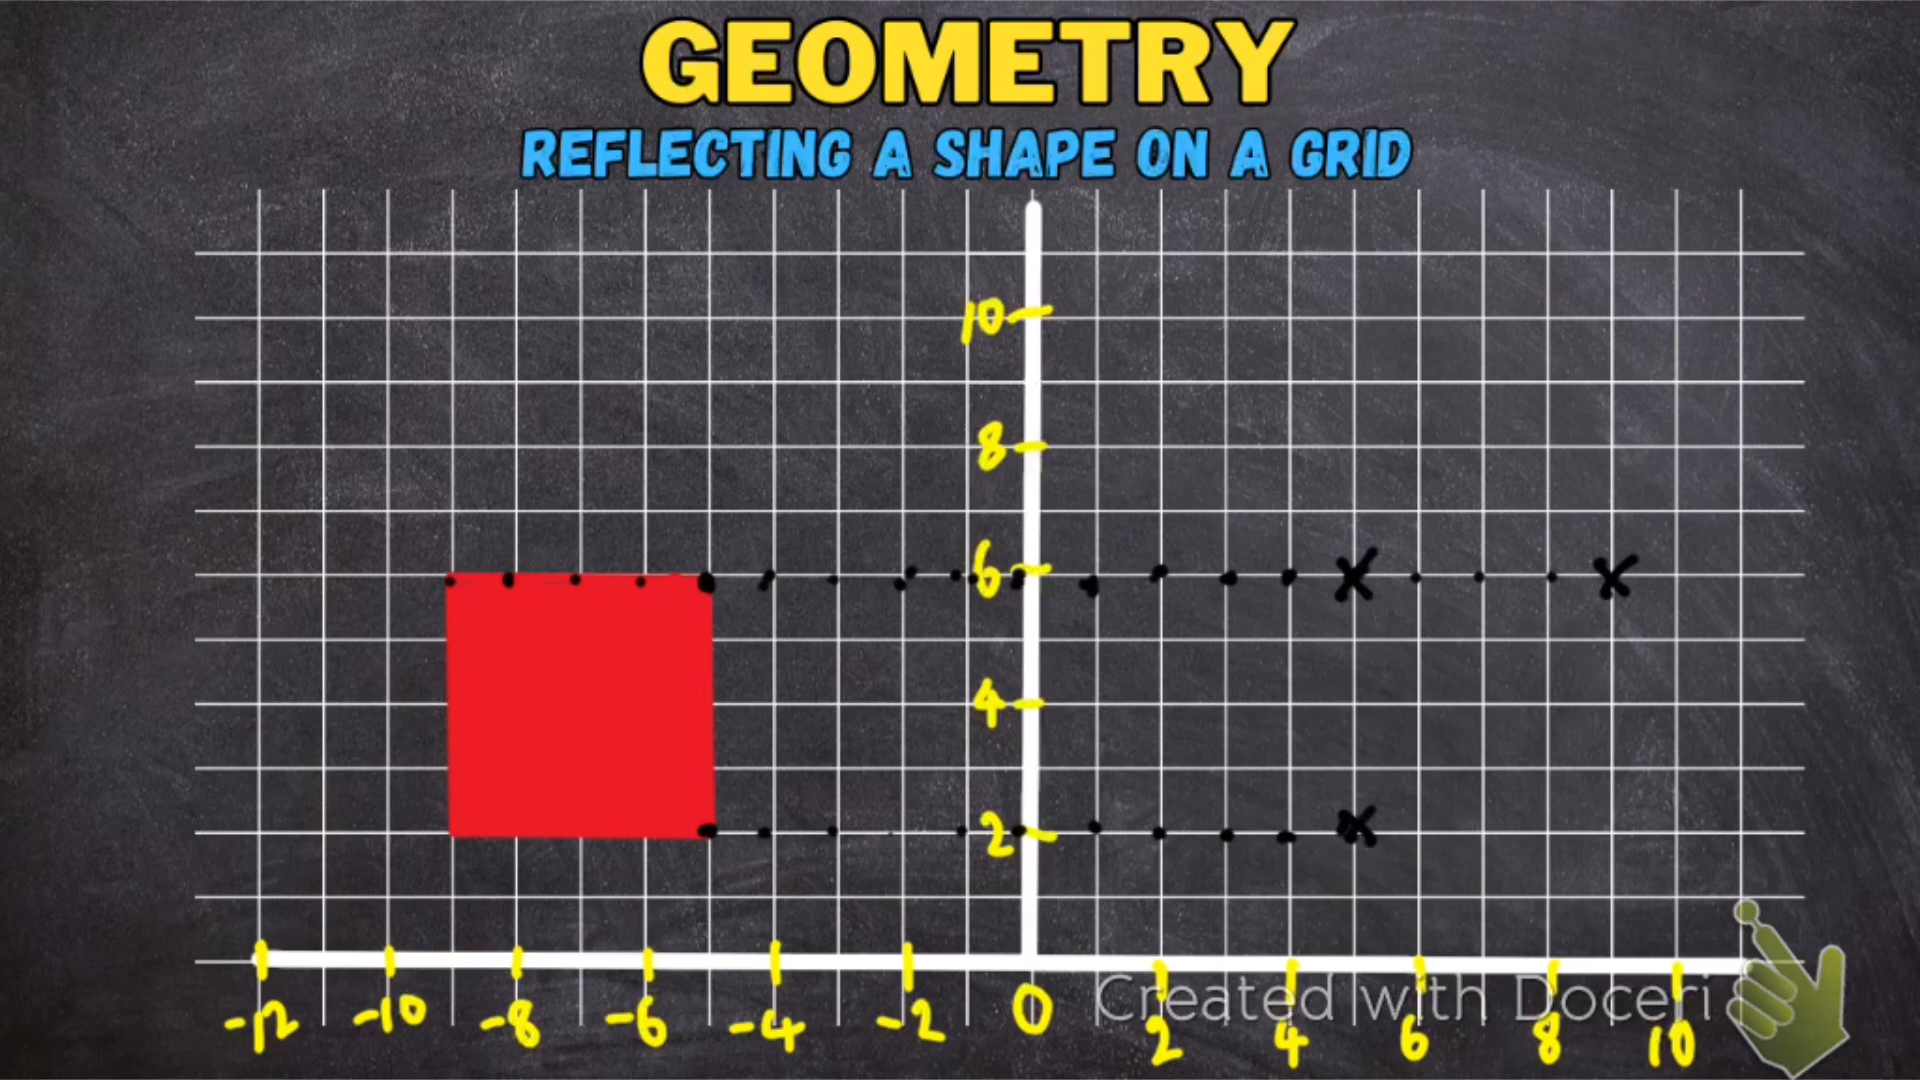 GEOMETRY
REFLECTING A SHAPE ON A GRID
10
8
6
4
2
-12 -10 -8 -6 -4 -2 0 2 4 6 8 10
Created with Doceri